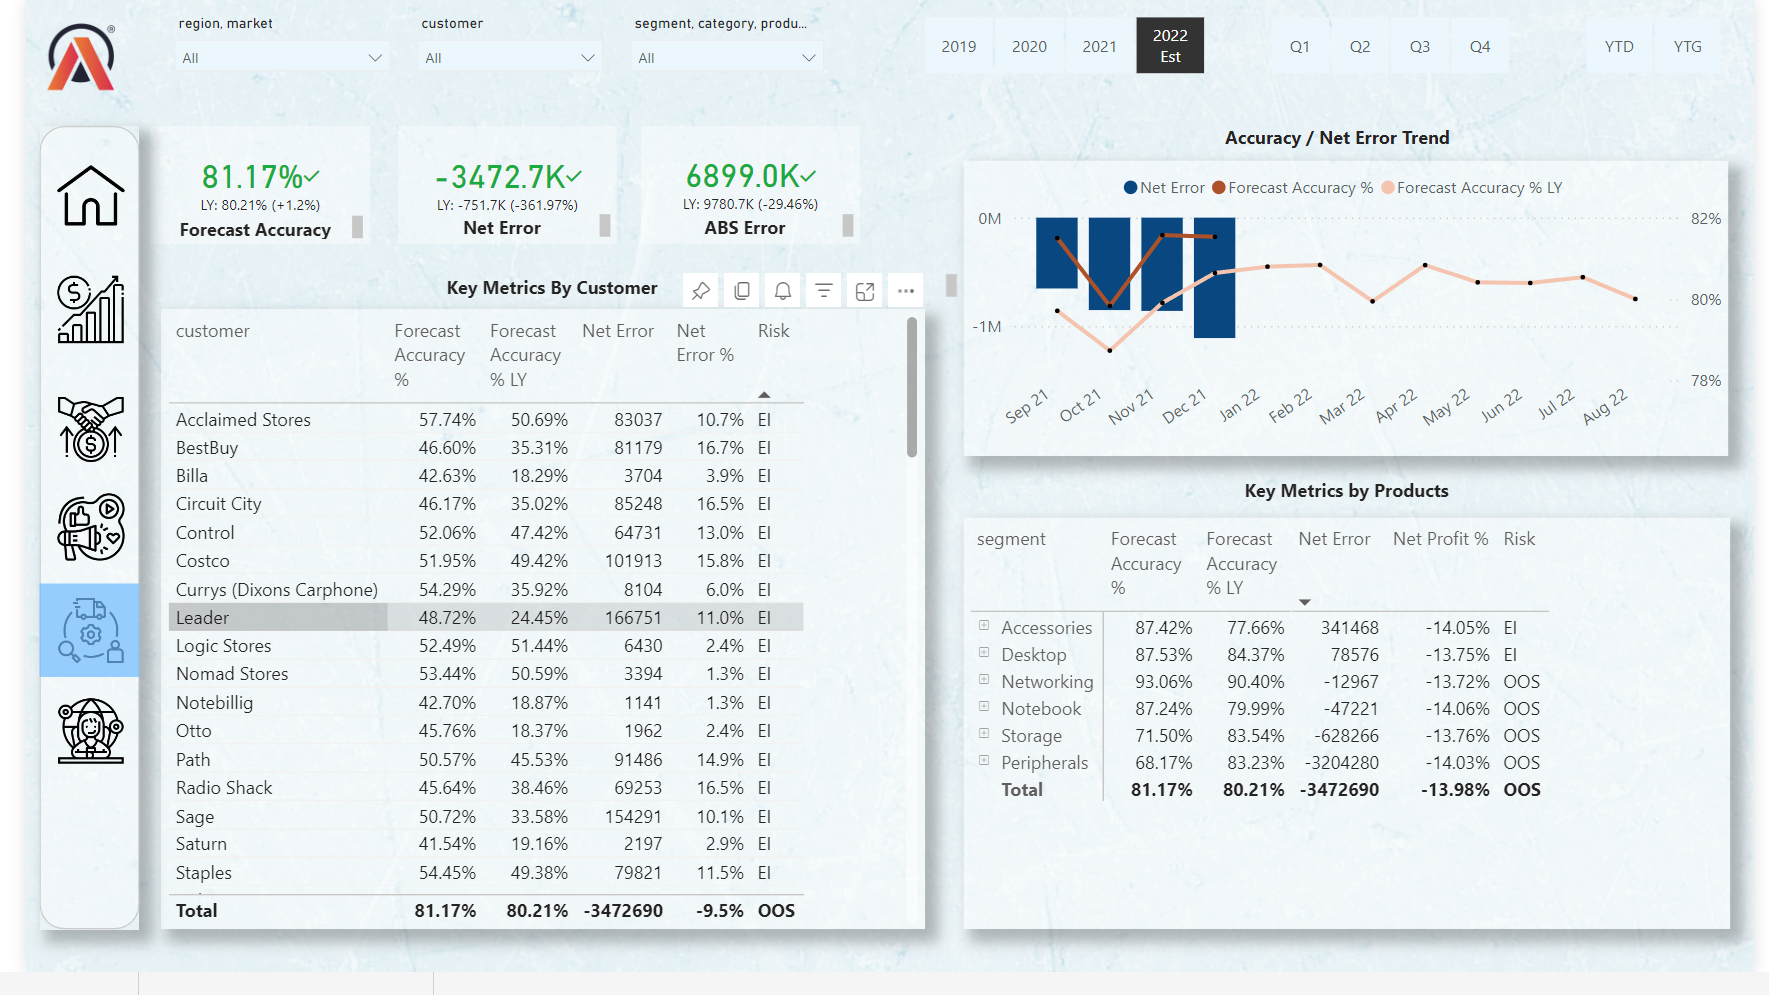 region, market
customer
segment, category, produ...
All
All
All
2019
2020
2021
2022
Est
Q1
Q2
Q3
Q4
YTD
YTG
®
81.17%
LY: 80.21% (+1.2%)
Forecast Accuracy
-3472.7K
LY: -751.7K (-361.97%)
Net Error
6899.0K
LY: 9780.7K (-29.46%)
ABS Error
Accuracy / Net Error Trend
Net Error Forecast Accuracy % Forecast Accuracy % LY
0M
-1M
82%
80%
78%
Sep 21
Oct 21
Nov 21
Dec 21
Jan 22
Feb 22
Mar 22
Apr 22
May 22
Jun 22
Jul 22
Aug 22
Key Metrics By Customer
customer Forecast Accuracy % Forecast Accuracy % LY Net Error Net Error % Risk
Acclaimed Stores 57.74% 50.69% 83037 10.7% EI
BestBuy 46.60% 35.31% 81179 16.7% EI
Billa 42.63% 18.29% 3704 3.9% EI
Circuit City 46.17% 35.02% 85248 16.5% EI
Control 52.06% 47.42% 64731 13.0% EI
Costco 51.95% 49.42% 101913 15.8% EI
Currys (Dixons Carphone) 54.29% 35.92% 8104 6.0% EI
Leader 48.72% 24.45% 166751 11.0% EI
Logic Stores 52.49% 51.44% 6430 2.4% EI
Nomad Stores 53.44% 50.59% 3394 1.3% EI
Notebillig 42.70% 18.87% 1141 1.3% EI
Otto 45.76% 18.37% 1962 2.4% EI
Path 50.57% 45.53% 91486 14.9% EI
Radio Shack 45.64% 38.46% 69253 16.5% EI
Sage 50.72% 33.58% 154291 10.1% EI
Saturn 41.54% 19.16% 2197 2.9% EI
Staples 54.45% 49.38% 79821 11.5% EI
Total 81.17% 80.21% -3472690 -9.5% OOS
Key Metrics by Products
segment Forecast Accuracy % Forecast Accuracy % LY Net Error Net Profit % Risk
Accessories 87.42% 77.66% 341468 -14.05% EI
Desktop 87.53% 84.37% 78576 -13.75% EI
Networking 93.06% 90.40% -12967 -13.72% OOS
Notebook 87.24% 79.99% -47221 -14.06% OOS
Storage 71.50% 83.54% -628266 -13.76% OOS
Peripherals 68.17% 83.23% -3204280 -14.03% OOS
Total 81.17% 80.21% -3472690 -13.98% OOS